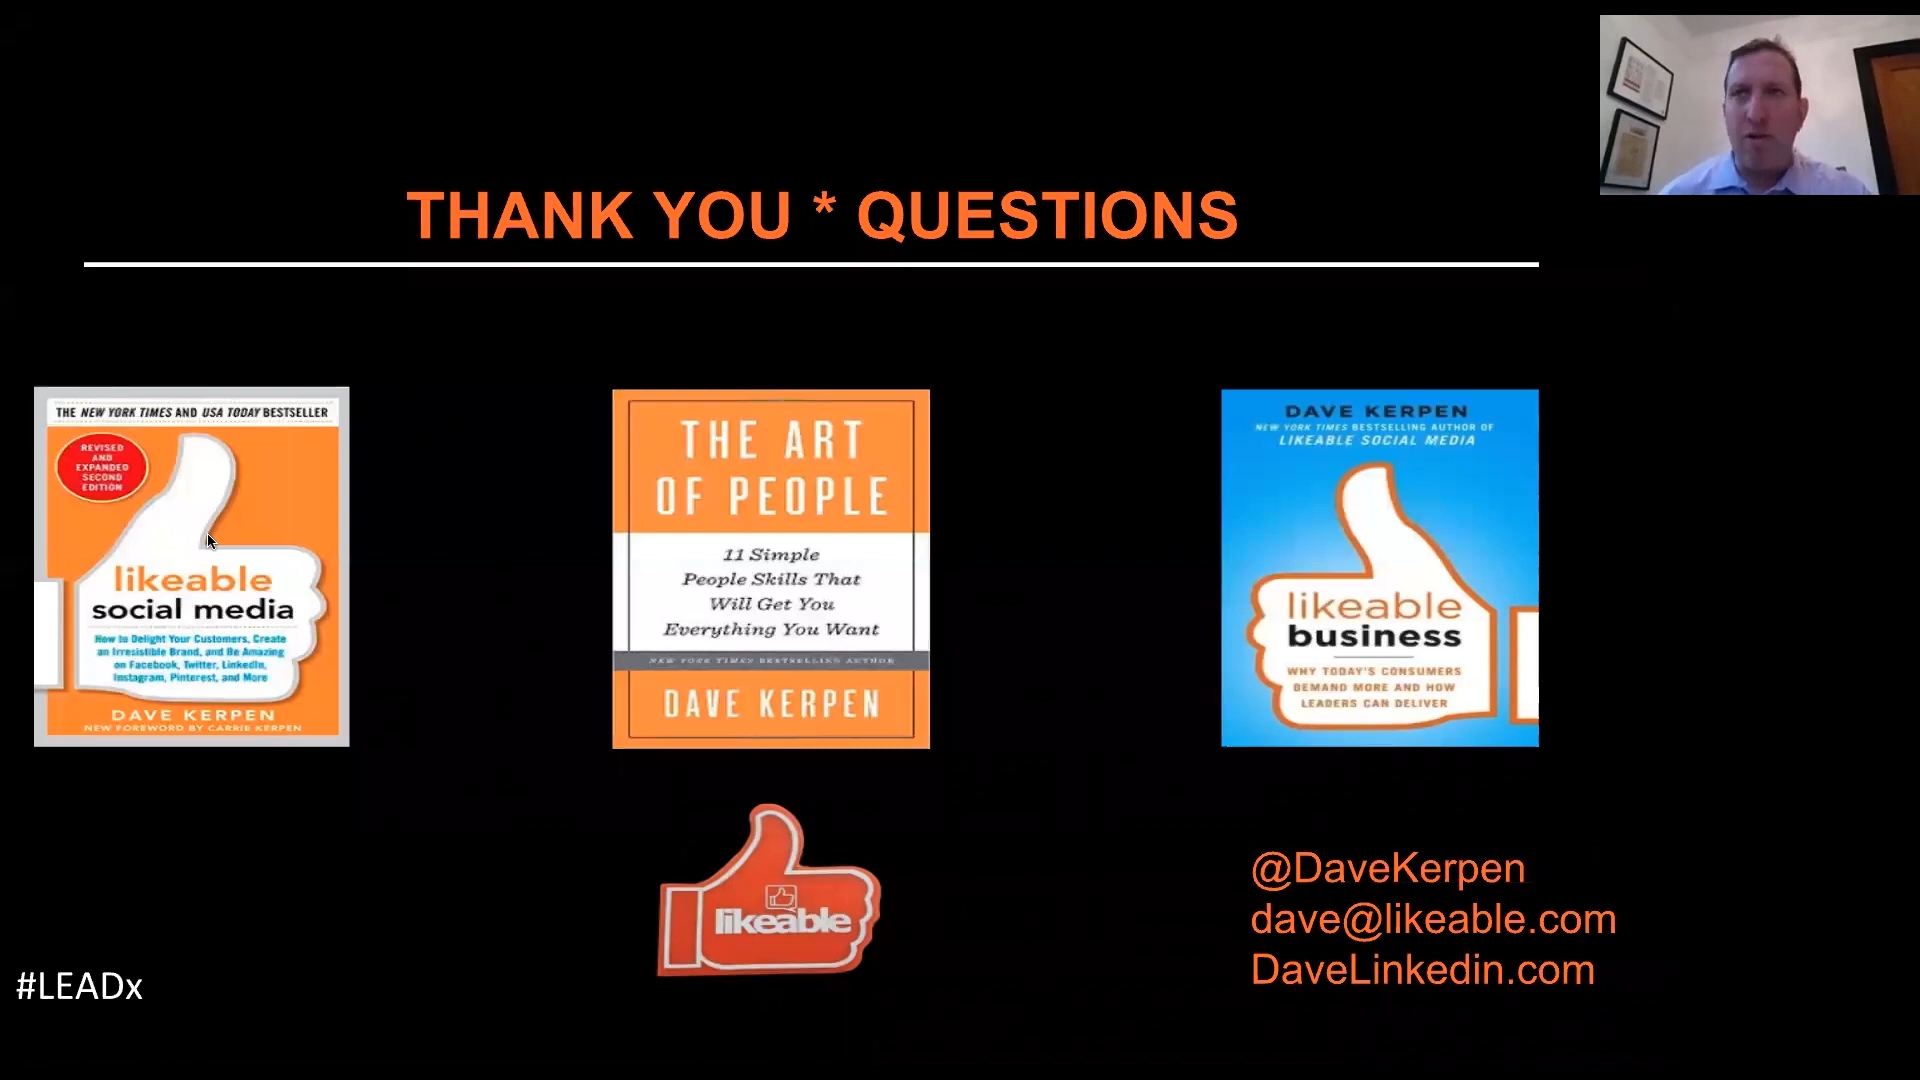 THANK YOU * QUESTIONS
THE NEW YORK TIMES AND USA TODAY BESTSELLER
REVISED
AND
EXPANDED
SECOND
EDITION
likeable
social media
How to Delight Your Customers, Create
an Irresistible Brand, and Be Amazing
on Facebook, Twitter, LinkedIn,
Instagram, Pinterest, and More
DAVE KERPEN
NEW FOREWORD BY CARRIE KERPEN
THE ART
OF PEOPLE
11 Simple
People Skills That
Will Get You
Everything You Want
NEW YORK TIMES BESTSELLING AUTHOR
DAVE KERPEN
DAVE KERPEN
NEW YORK TIMES BESTSELLING AUTHOR OF
LIKEABLE SOCIAL MEDIA
likeable
business
WHY TODAY'S CONSUMERS
DEMAND MORE AND HOW
LEADERS CAN DELIVER
likeable
@DaveKerpen
dave@likeable.com
DaveLinkedin.com
#LEADx